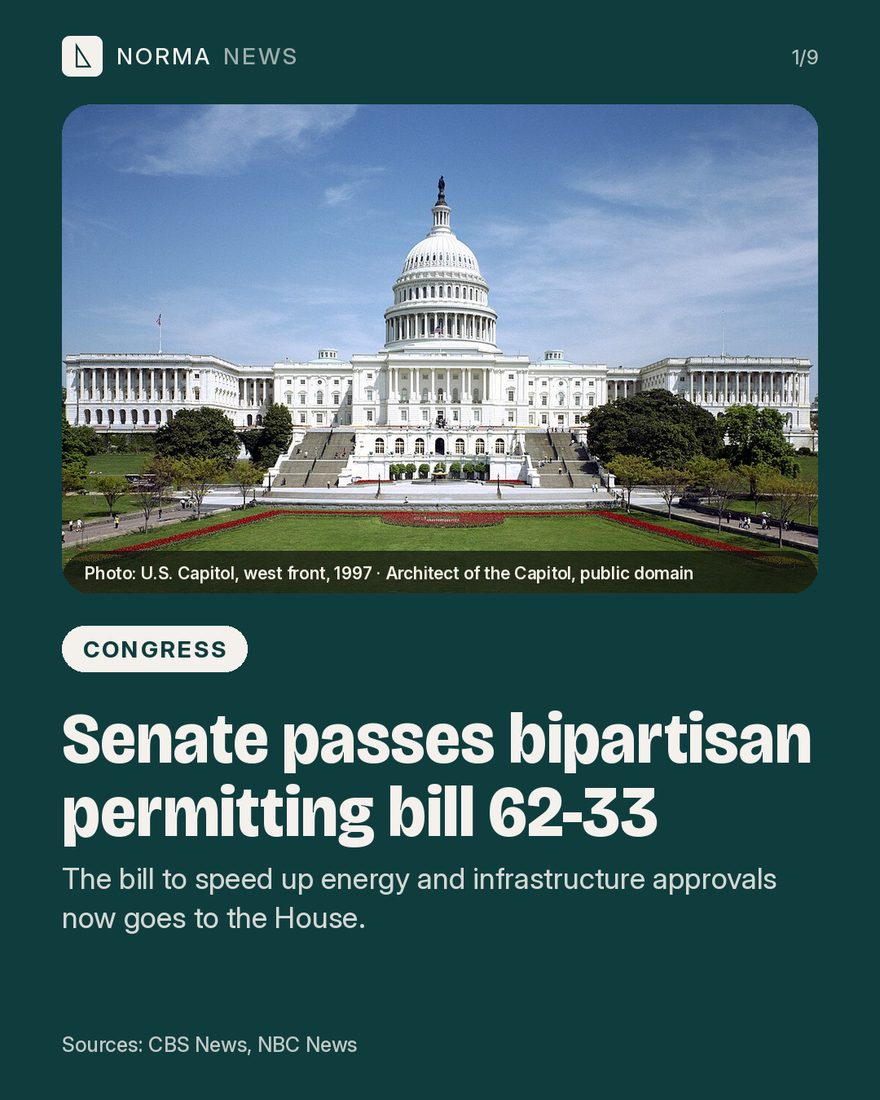 NORMA NEWS
1/9
Photo: U.S. Capitol, west front, 1997 · Architect of the Capitol, public domain
CONGRESS
Senate passes bipartisan
permitting bill 62-33
The bill to speed up energy and infrastructure approvals
now goes to the House.
Sources: CBS News, NBC News